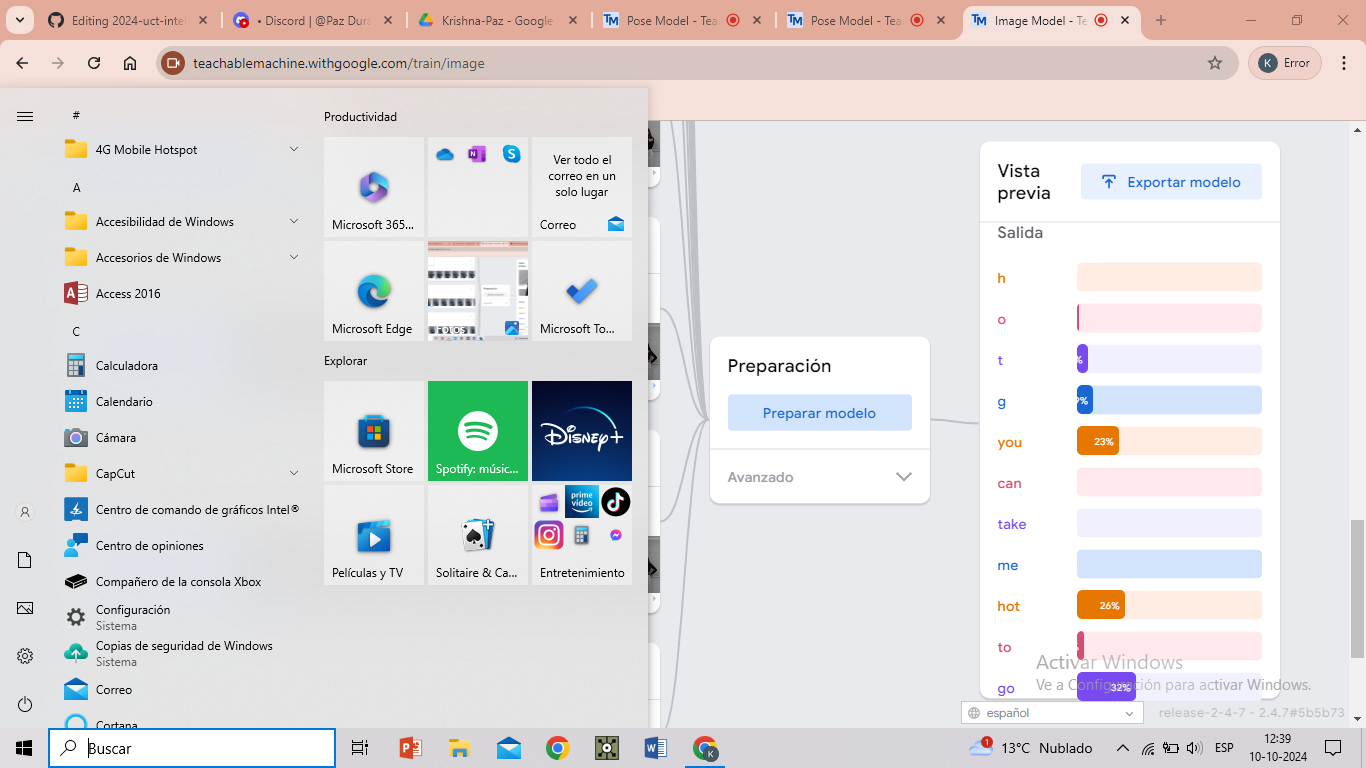 Editing 2024-uct-inte
• Discord | @Paz Dura
Krishna-Paz - Google
Pose Model - Tea
Pose Model - Tea
Image Model - Te
teachablemachine.withgoogle.com/train/image
K
Error
#
4G Mobile Hotspot
A
Accesibilidad de Windows
Accesorios de Windows
Access 2016
C
Calculadora
Calendario
Cámara
CapCut
Centro de comando de gráficos Intel®
Centro de opiniones
Compañero de la consola Xbox
Configuración
Sistema
Copias de seguridad de Windows
Sistema
Correo
Cortana
Productividad
Microsoft 365...
Ver todo el
correo en un
solo lugar
Correo
Microsoft Edge
FOTOS
Microsoft To...
Explorar
Microsoft Store
Spotify: músic...
Disney+
Películas y TV
Solitaire & Ca...
prime
video
Entretenimiento
Preparación
Preparar modelo
Avanzado
Vista
previa
Exportar modelo
Salida
h
o
t
g
you
23%
can
take
me
hot
26%
to
go
32%
Activar Windows
Ve a Configuración para activar Windows.
español
release-2-4-7 - 2.4.7#5b5b73
Buscar
1
13°C Nublado
ESP
12:39
10-10-2024